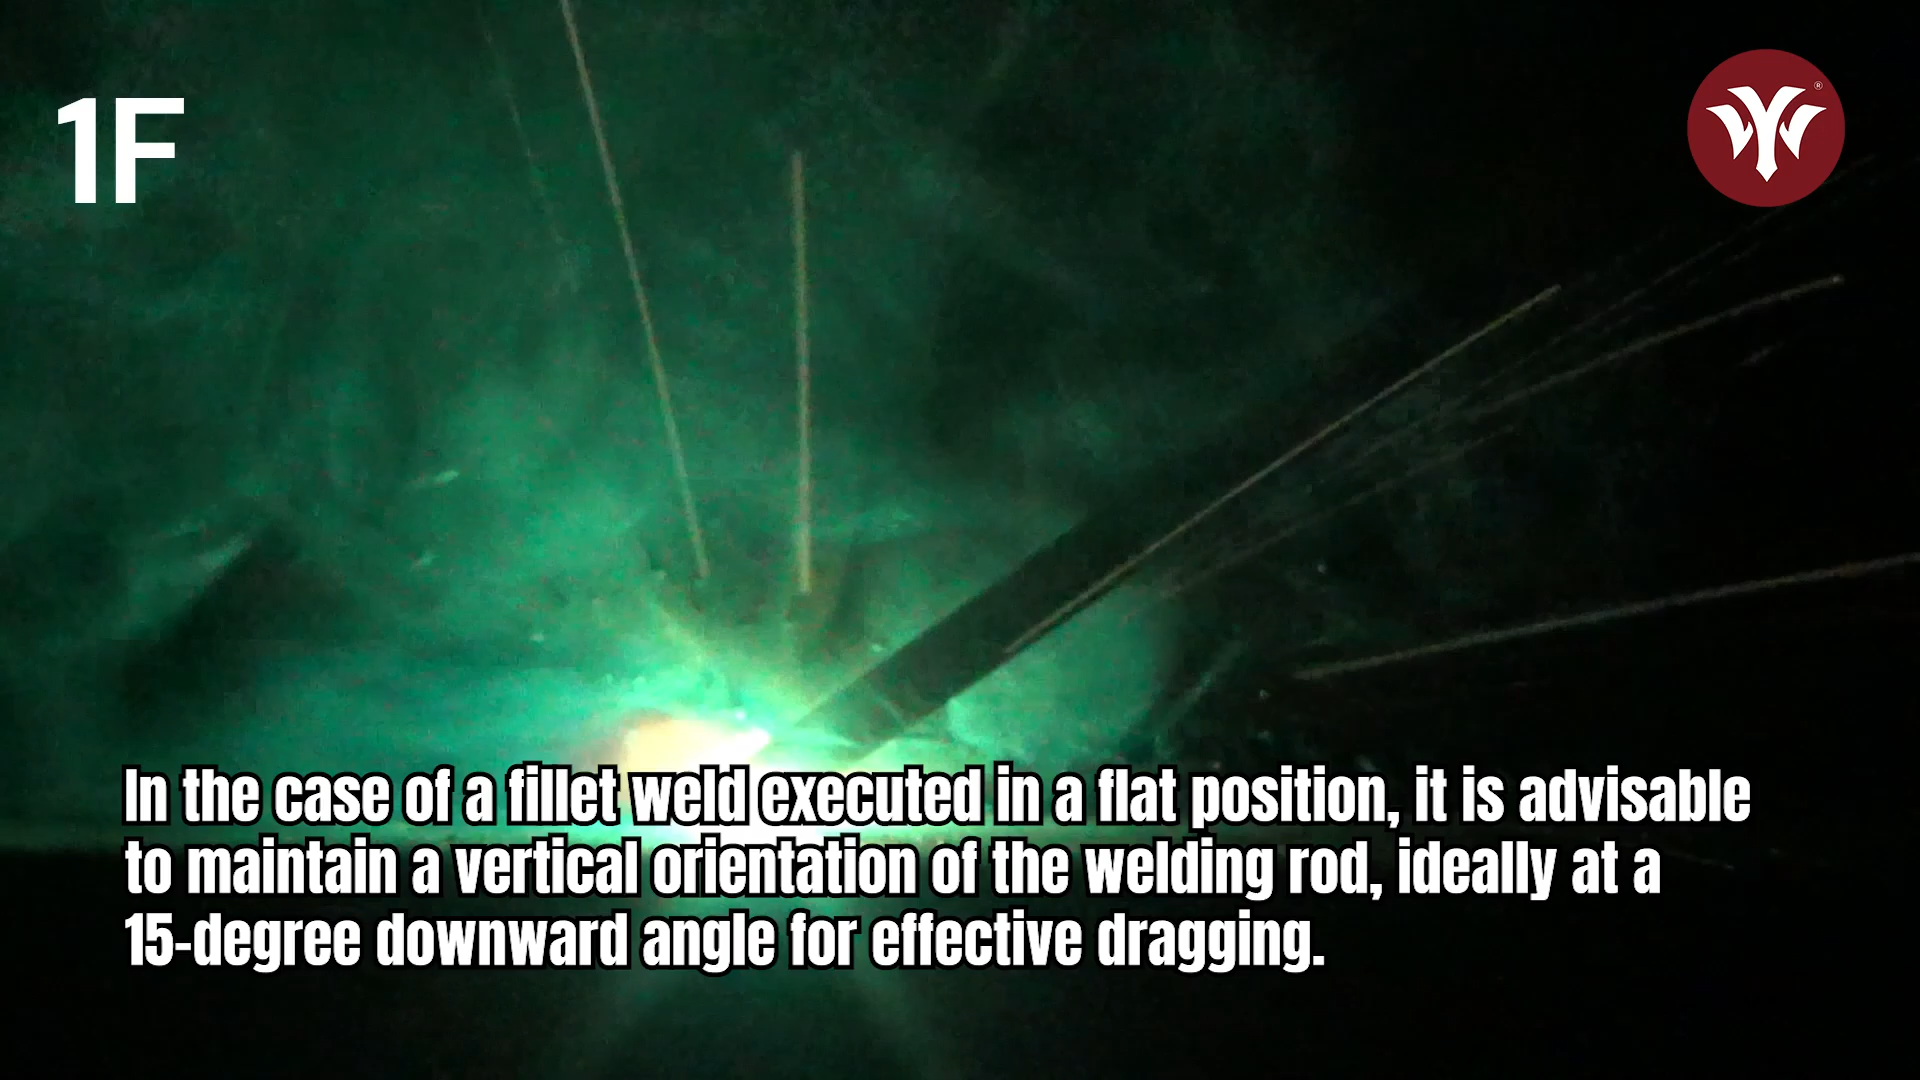 1F
In the case of a fillet weld executed in a flat position, it is advisable
to maintain a vertical orientation of the welding rod, ideally at a
15-degree downward angle for effective dragging.
®